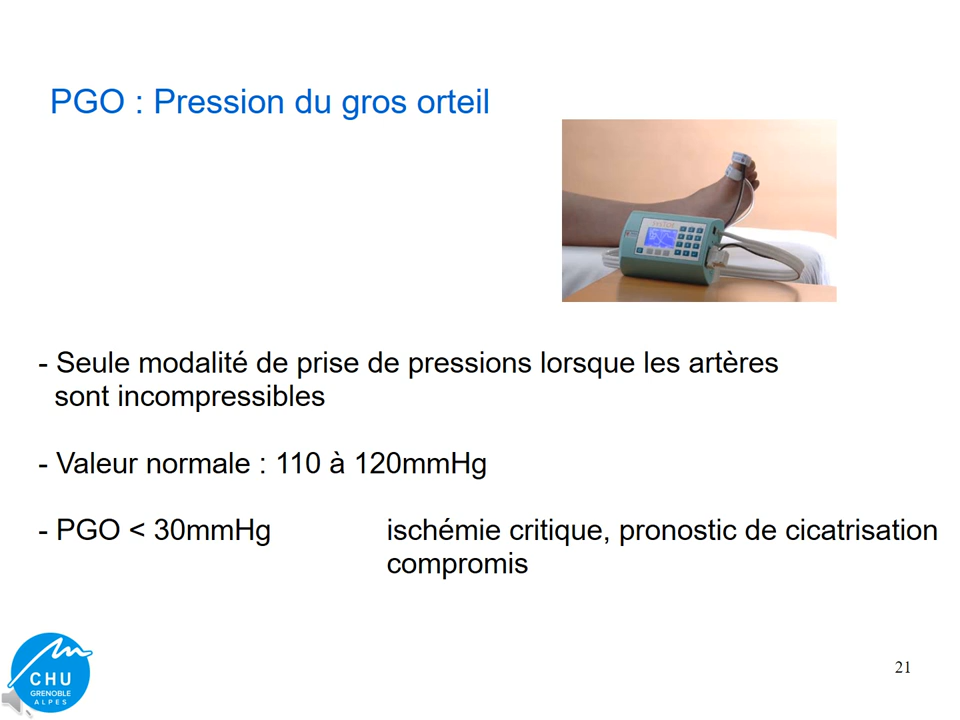 PGO : Pression du gros orteil
- Seule modalité de prise de pressions lorsque les artères
sont incompressibles
- Valeur normale : 110 à 120mmHg
- PGO < 30mmHg ischémie critique, pronostic de cicatrisation
compromis
CHU
GRENOBLE
ALPES
21